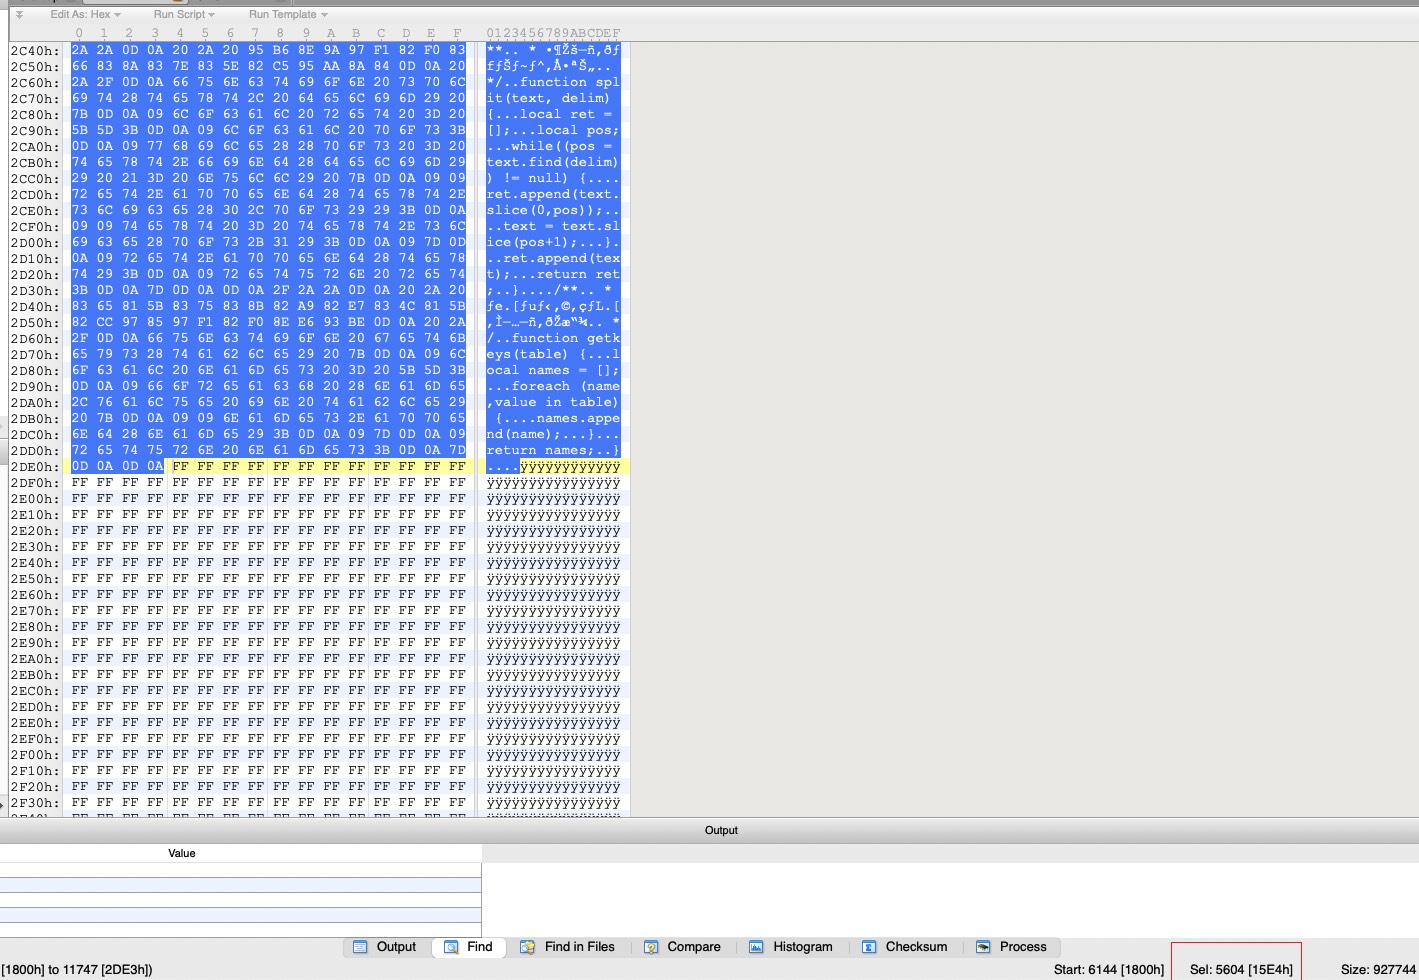 Edit As: Hex Run Script Run Template
0 1 2 3 4 5 6 7 8 9 A B C D E F 0123456789ABCDEF
2C40h: 2A 2A 0D 0A 20 2A 20 95 B6 8E 9A 97 F1 82 F0 83 **.. * •¶Žš—ñ‚ðƒ
2C50h: 66 83 8A 83 7E 83 5E 82 C5 95 AA 8A 84 0D 0A 20 fƒŠƒ~ƒ^‚Å•ªŠ„..
2C60h: 2A 2F 0D 0A 66 75 6E 63 74 69 6F 6E 20 73 70 6C */..function spl
2C70h: 69 74 28 74 65 78 74 2C 20 64 65 6C 69 6D 29 20 it(text, delim)
2C80h: 7B 0D 0A 09 6C 6F 63 61 6C 20 72 65 74 20 3D 20 {...local ret =
2C90h: 5B 5D 3B 0D 0A 09 6C 6F 63 61 6C 20 70 6F 73 3B [];...local pos;
2CA0h: 0D 0A 09 77 68 69 6C 65 28 28 70 6F 73 20 3D 20 ...while((pos =
2CB0h: 74 65 78 74 2E 66 69 6E 64 28 64 65 6C 69 6D 29 text.find(delim)
2CC0h: 29 20 21 3D 20 6E 75 6C 6C 29 20 7B 0D 0A 09 09 ) != null) {....
2CD0h: 72 65 74 2E 61 70 70 65 6E 64 28 74 65 78 74 2E ret.append(text.
2CE0h: 73 6C 69 63 65 28 30 2C 70 6F 73 29 29 3B 0D 0A slice(0,pos));..
2CF0h: 09 09 74 65 78 74 20 3D 20 74 65 78 74 2E 73 6C ..text = text.sl
2D00h: 69 63 65 28 70 6F 73 2B 31 29 3B 0D 0A 09 7D 0D ice(pos+1);...}.
2D10h: 0A 09 72 65 74 2E 61 70 70 65 6E 64 28 74 65 78 ..ret.append(tex
2D20h: 74 29 3B 0D 0A 09 72 65 74 75 72 6E 20 72 65 74 t);...return ret
2D30h: 3B 0D 0A 7D 0D 0A 0D 0A 2F 2A 2A 0D 0A 20 2A 20 ;..}..../**.. *
2D40h: 83 65 81 5B 83 75 83 8B 82 A9 82 E7 83 4C 81 5B ƒe.[ƒuƒ‹‚©‚çƒL.[
2D50h: 82 CC 97 85 97 F1 82 F0 8E E6 93 BE 0D 0A 20 2A ‚Ì—…—ñ‚ðŽæ“¾.. *
2D60h: 2F 0D 0A 66 75 6E 63 74 69 6F 6E 20 67 65 74 6B /..function getk
2D70h: 65 79 73 28 74 61 62 6C 65 29 20 7B 0D 0A 09 6C eys(table) {...l
2D80h: 6F 63 61 6C 20 6E 61 6D 65 73 20 3D 20 5B 5D 3B ocal names = [];
2D90h: 0D 0A 09 66 6F 72 65 61 63 68 20 28 6E 61 6D 65 ...foreach (name
2DA0h: 2C 76 61 6C 75 65 20 69 6E 20 74 61 62 6C 65 29 ,value in table)
2DB0h: 20 7B 0D 0A 09 09 6E 61 6D 65 73 2E 61 70 70 65 {....names.appe
2DC0h: 6E 64 28 6E 61 6D 65 29 3B 0D 0A 09 7D 0D 0A 09 nd(name);...}...
2DD0h: 72 65 74 75 72 6E 20 6E 61 6D 65 73 3B 0D 0A 7D return names;..}
2DE0h: 0D 0A 0D 0A FF FF FF FF FF FF FF FF FF FF FF FF ....ÿÿÿÿÿÿÿÿÿÿÿÿ
2DF0h: FF FF FF FF FF FF FF FF FF FF FF FF FF FF FF FF ÿÿÿÿÿÿÿÿÿÿÿÿÿÿÿÿ
2E00h: FF FF FF FF FF FF FF FF FF FF FF FF FF FF FF FF ÿÿÿÿÿÿÿÿÿÿÿÿÿÿÿÿ
2E10h: FF FF FF FF FF FF FF FF FF FF FF FF FF FF FF FF ÿÿÿÿÿÿÿÿÿÿÿÿÿÿÿÿ
2E20h: FF FF FF FF FF FF FF FF FF FF FF FF FF FF FF FF ÿÿÿÿÿÿÿÿÿÿÿÿÿÿÿÿ
2E30h: FF FF FF FF FF FF FF FF FF FF FF FF FF FF FF FF ÿÿÿÿÿÿÿÿÿÿÿÿÿÿÿÿ
2E40h: FF FF FF FF FF FF FF FF FF FF FF FF FF FF FF FF ÿÿÿÿÿÿÿÿÿÿÿÿÿÿÿÿ
2E50h: FF FF FF FF FF FF FF FF FF FF FF FF FF FF FF FF ÿÿÿÿÿÿÿÿÿÿÿÿÿÿÿÿ
2E60h: FF FF FF FF FF FF FF FF FF FF FF FF FF FF FF FF ÿÿÿÿÿÿÿÿÿÿÿÿÿÿÿÿ
2E70h: FF FF FF FF FF FF FF FF FF FF FF FF FF FF FF FF ÿÿÿÿÿÿÿÿÿÿÿÿÿÿÿÿ
2E80h: FF FF FF FF FF FF FF FF FF FF FF FF FF FF FF FF ÿÿÿÿÿÿÿÿÿÿÿÿÿÿÿÿ
2E90h: FF FF FF FF FF FF FF FF FF FF FF FF FF FF FF FF ÿÿÿÿÿÿÿÿÿÿÿÿÿÿÿÿ
2EA0h: FF FF FF FF FF FF FF FF FF FF FF FF FF FF FF FF ÿÿÿÿÿÿÿÿÿÿÿÿÿÿÿÿ
2EB0h: FF FF FF FF FF FF FF FF FF FF FF FF FF FF FF FF ÿÿÿÿÿÿÿÿÿÿÿÿÿÿÿÿ
2EC0h: FF FF FF FF FF FF FF FF FF FF FF FF FF FF FF FF ÿÿÿÿÿÿÿÿÿÿÿÿÿÿÿÿ
2ED0h: FF FF FF FF FF FF FF FF FF FF FF FF FF FF FF FF ÿÿÿÿÿÿÿÿÿÿÿÿÿÿÿÿ
2EE0h: FF FF FF FF FF FF FF FF FF FF FF FF FF FF FF FF ÿÿÿÿÿÿÿÿÿÿÿÿÿÿÿÿ
2EF0h: FF FF FF FF FF FF FF FF FF FF FF FF FF FF FF FF ÿÿÿÿÿÿÿÿÿÿÿÿÿÿÿÿ
2F00h: FF FF FF FF FF FF FF FF FF FF FF FF FF FF FF FF ÿÿÿÿÿÿÿÿÿÿÿÿÿÿÿÿ
2F10h: FF FF FF FF FF FF FF FF FF FF FF FF FF FF FF FF ÿÿÿÿÿÿÿÿÿÿÿÿÿÿÿÿ
2F20h: FF FF FF FF FF FF FF FF FF FF FF FF FF FF FF FF ÿÿÿÿÿÿÿÿÿÿÿÿÿÿÿÿ
2F30h: FF FF FF FF FF FF FF FF FF FF FF FF FF FF FF FF ÿÿÿÿÿÿÿÿÿÿÿÿÿÿÿÿ
Output
Value
Output Find Find in Files Compare Histogram Checksum Process
[1800h] to 11747 [2DE3h]) Start: 6144 [1800h] Sel: 5604 [15E4h] Size: 927744